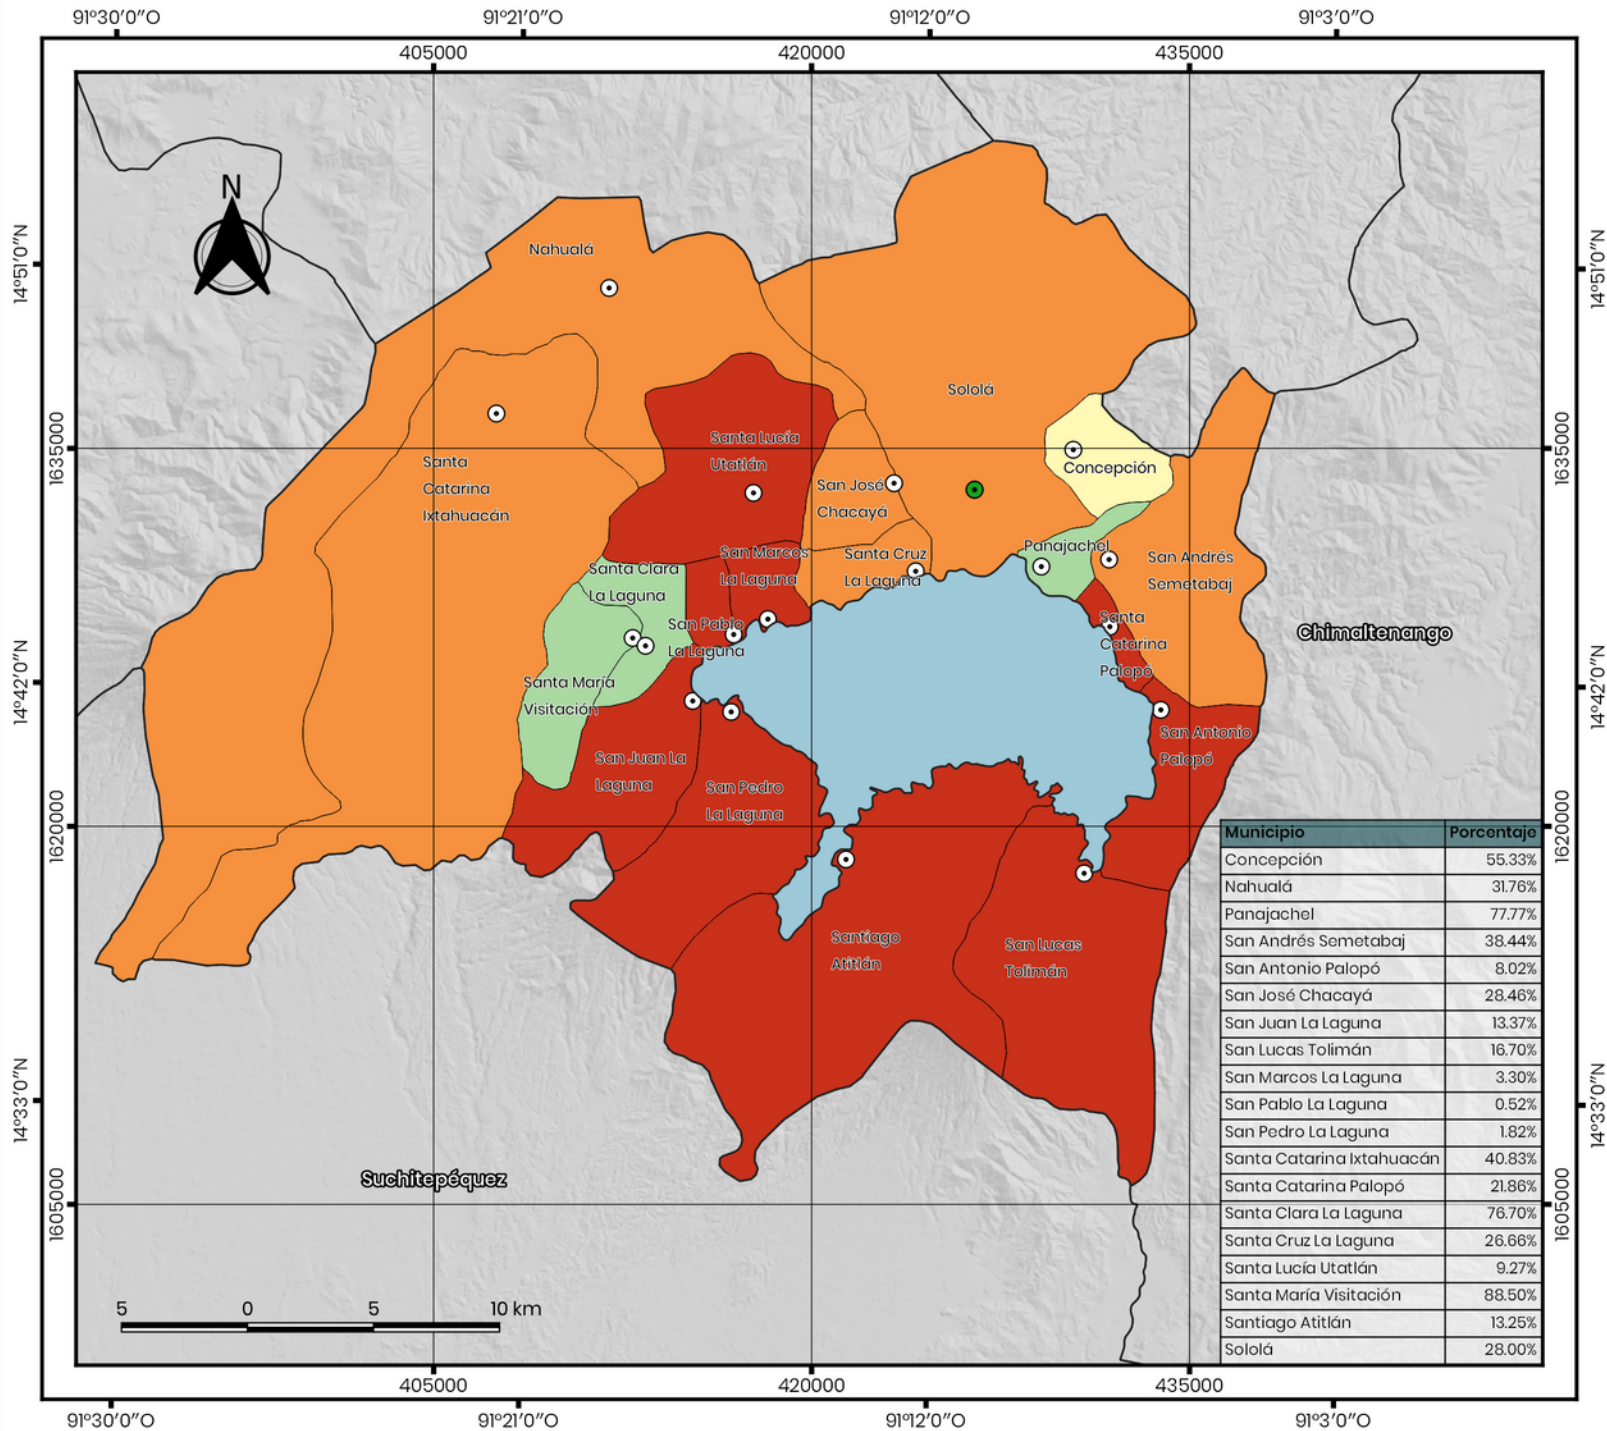 91°30'0"O 91°21'0"O 91°12'0"O 91°3'0"O
405000 420000 435000
N
14°51'0"N
14°51'0"N
Nahualá
Sololá
1635000
1635000
Santa Lucía
Utatlán
Santa
Catarina
Ixtahuacán
Concepción
San José
Chacayá
Panajachel
San Marcos
La Laguna
Santa Cruz
La Laguna
San Andrés
Semetabaj
Santa Clara
La Laguna
San Pablo
La Laguna
Santa
Catarina
Palopó
Chimaltenango
14°42'0"N
14°42'0"N
Santa María
Visitación
San Antonio
Palopó
San Juan La
Laguna
San Pedro
La Laguna
1620000
1620000
Santiago
Atitlán
San Lucas
Tolimán
Municipio Porcentaje
Concepción 55.33%
Nahualá 31.76%
Panajachel 77.77%
San Andrés Semetabaj 38.44%
San Antonio Palopó 8.02%
San José Chacayá 28.46%
San Juan La Laguna 13.37%
San Lucas Tolimán 16.70%
San Marcos La Laguna 3.30%
San Pablo La Laguna 0.52%
San Pedro La Laguna 1.82%
Santa Catarina Ixtahuacán 40.83%
Santa Catarina Palopó 21.86%
Santa Clara La Laguna 76.70%
Santa Cruz La Laguna 26.66%
Santa Lucía Utatlán 9.27%
Santa María Visitación 88.50%
Santiago Atitlán 13.25%
Sololá 28.00%
14°33'0"N
14°33'0"N
Suchitepéquez
1605000
1605000
5 0 5 10 km
405000 420000 435000
91°30'0"O 91°21'0"O 91°12'0"O 91°3'0"O